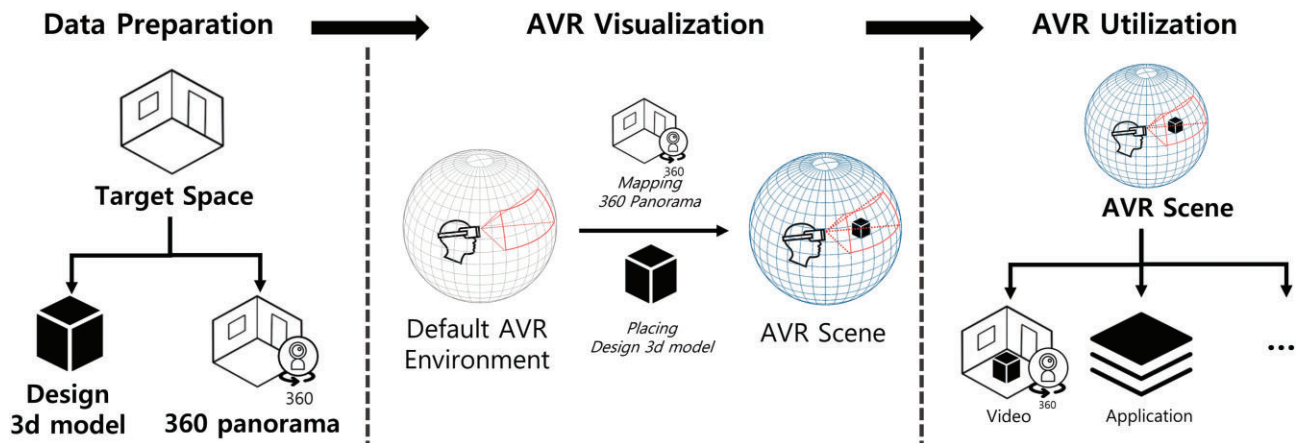 Data Preparation
AVR Visualization
AVR Utilization
Target Space
Design
3d model
360
360 panorama
Default AVR
Environment
360
Mapping
360 Panorama
Placing
Design 3d model
AVR Scene
AVR Scene
360
Video
Application
...